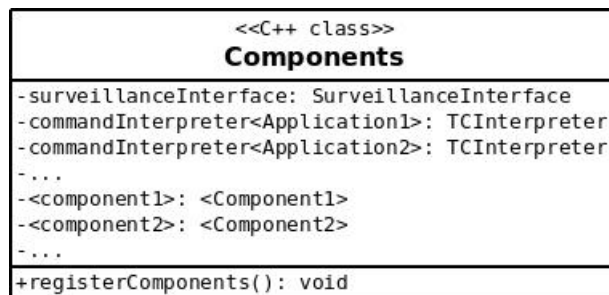 <<C++ class>>
Components
-surveillanceInterface: SurveillanceInterface
-commandInterpreter<Application1>: TCInterpreter
-commandInterpreter<Application2>: TCInterpreter
-...
-<component1>: <Component1>
-<component2>: <Component2>
-...
+registerComponents(): void